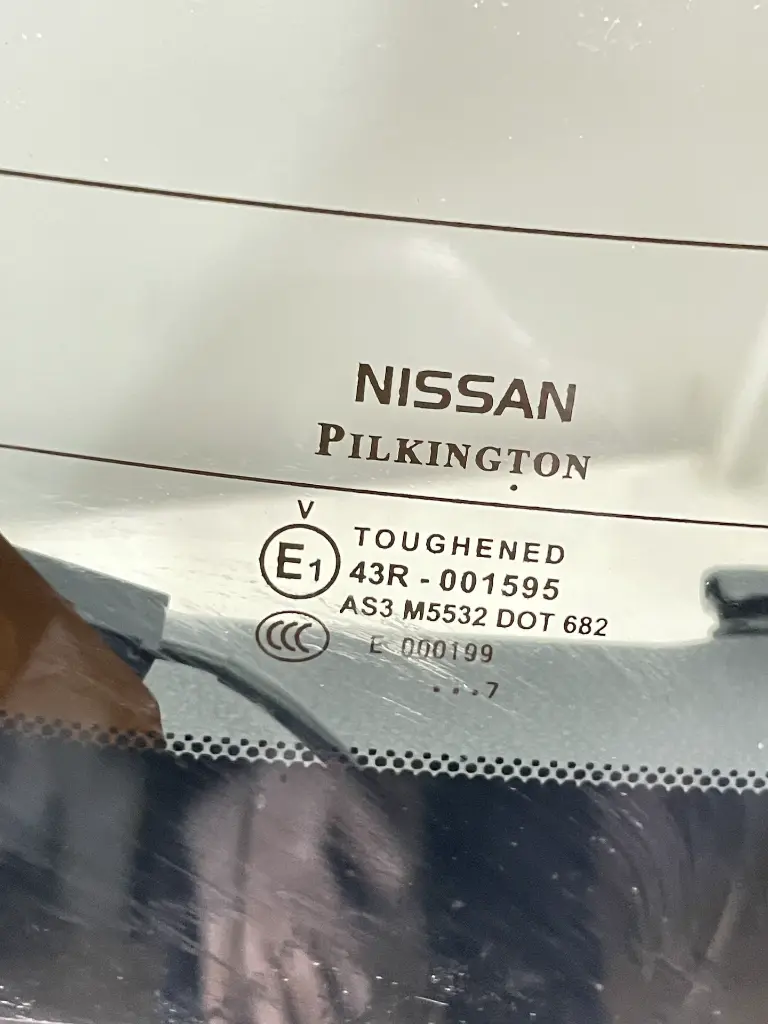 NISSAN
PILKINGTON
V
E1 TOUGHENED
43R - 001595
AS3 M5532 DOT 682
CCC E 000199
...7